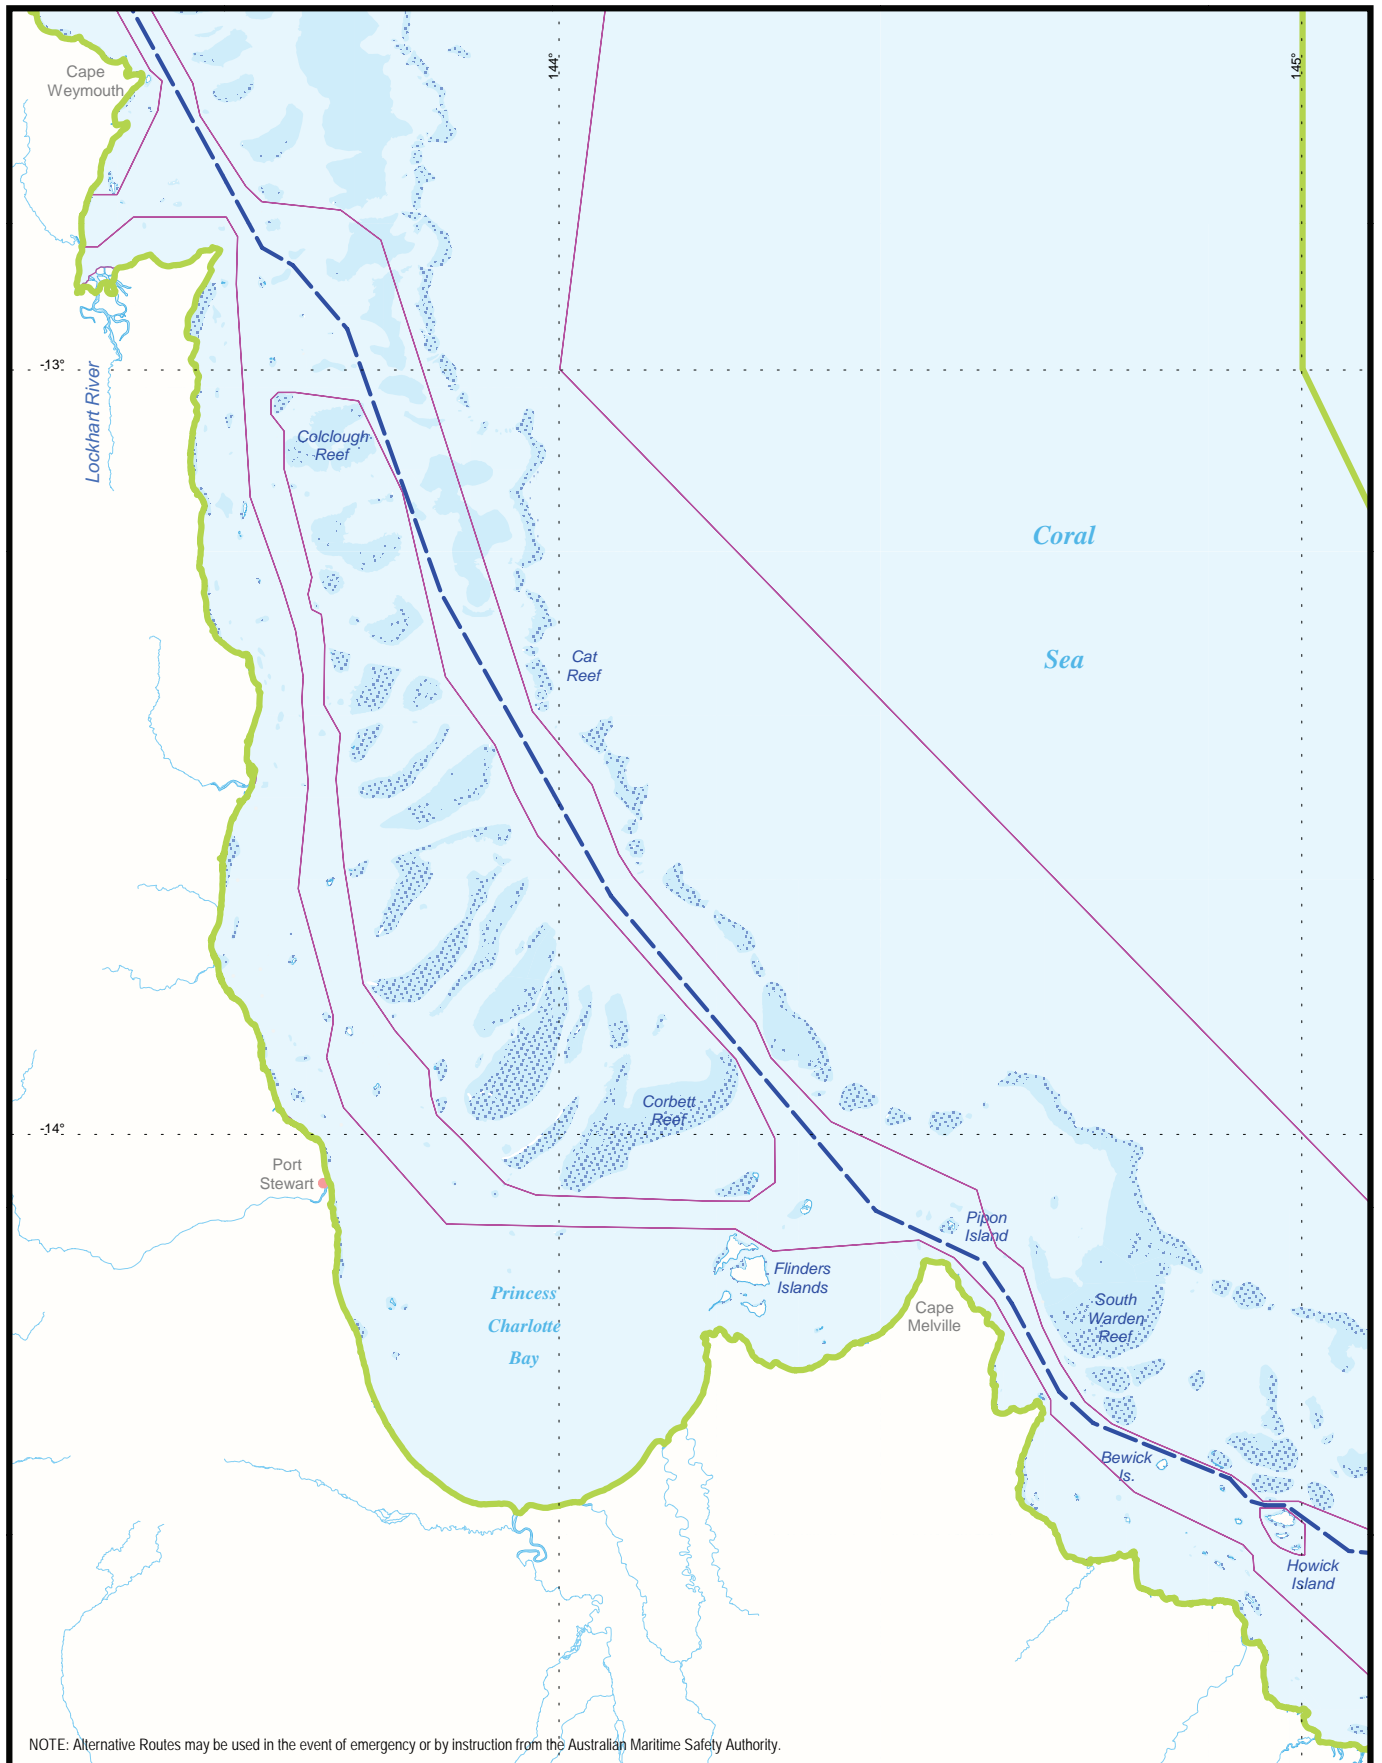 144°
145°
Cape
Weymouth
-13°
Lockhart River
Colclough
Reef
Coral
Sea
Cat
Reef
Corbett
Reef
-14°
Port
Stewart
Pipon
Island
Flinders
Islands
Princess
Charlotte
Bay
Cape
Melville
South
Warden
Reef
Bewick
Is.
Howick
Island
NOTE: Alternative Routes may be used in the event of emergency or by instruction from the Australian Maritime Safety Authority.